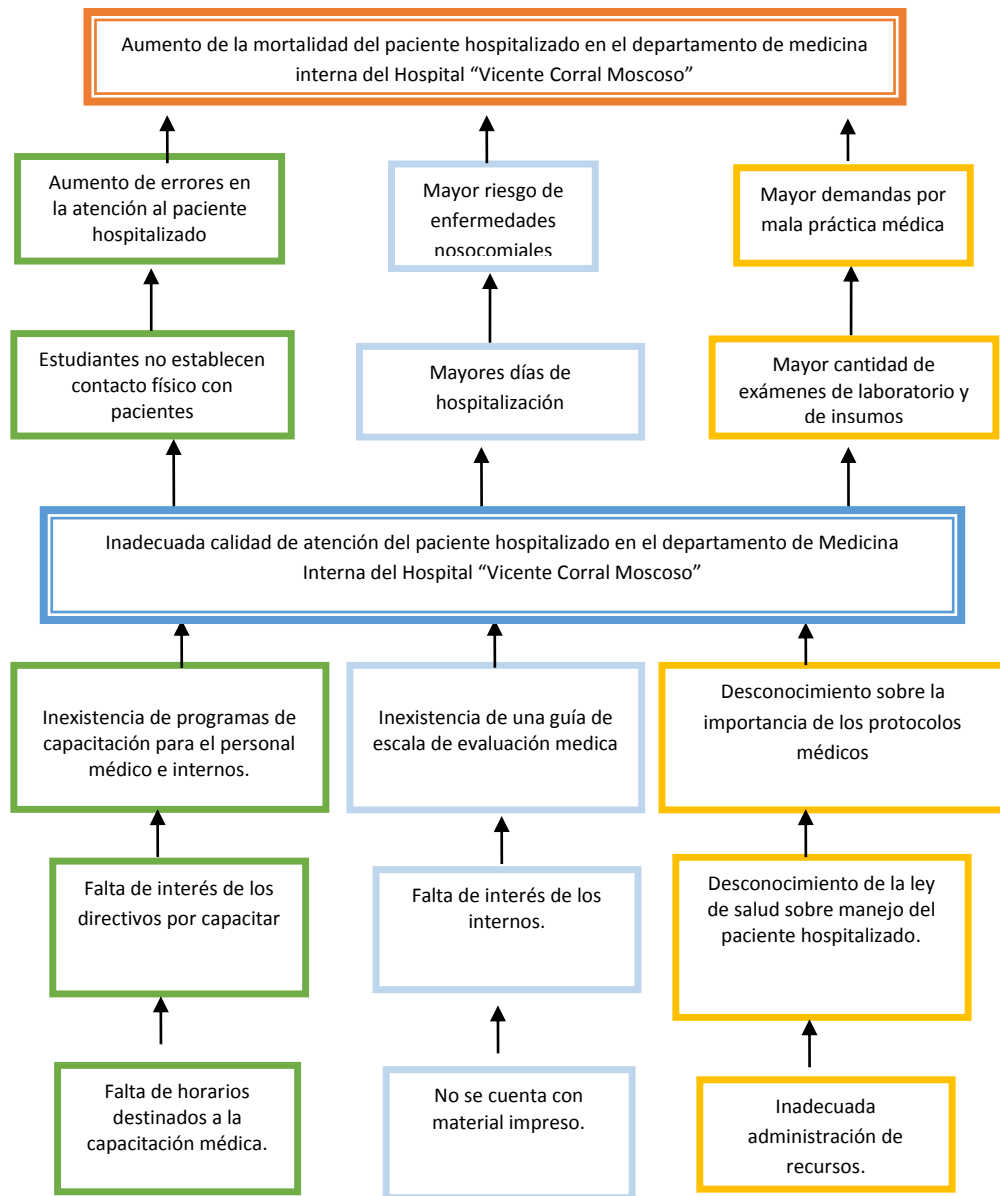 Aumento de la mortalidad del paciente hospitalizado en el departamento de medicina
interna del Hospital “Vicente Corral Moscoso”
Aumento de errores en
la atención al paciente
hospitalizado
Mayor riesgo de
enfermedades
nosocomiales
Mayor demandas por
mala práctica médica
Estudiantes no establecen
contacto físico con
pacientes
Mayores días de
hospitalización
Mayor cantidad de
exámenes de laboratorio y
de insumos
Inadecuada calidad de atención del paciente hospitalizado en el departamento de Medicina
Interna del Hospital “Vicente Corral Moscoso”
Inexistencia de programas de
capacitación para el personal
médico e internos.
Inexistencia de una guía de
escala de evaluación medica
Desconocimiento sobre la
importancia de los protocolos
médicos
Falta de interés de los
directivos por capacitar
Falta de interés de los
internos.
Desconocimiento de la ley
de salud sobre manejo del
paciente hospitalizado.
Falta de horarios
destinados a la
capacitación médica.
No se cuenta con
material impreso.
Inadecuada
administración de
recursos.